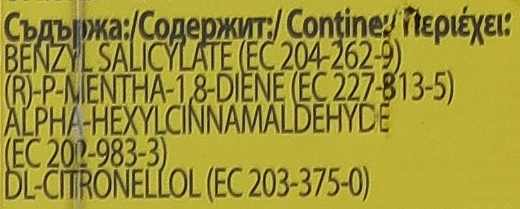 Съдържа:/Содержит:/ Contine:/ Περιέχει:
BENZYL SALICYLATE (EC 204-262-9)
(R)-P-MENTHA-1,8-DIENE (EC 227-813-5)
ALPHA-HEXYLCINNAMALDEHYDE
(EC 202-983-3)
DL-CITRONELLOL (EC 203-375-0)